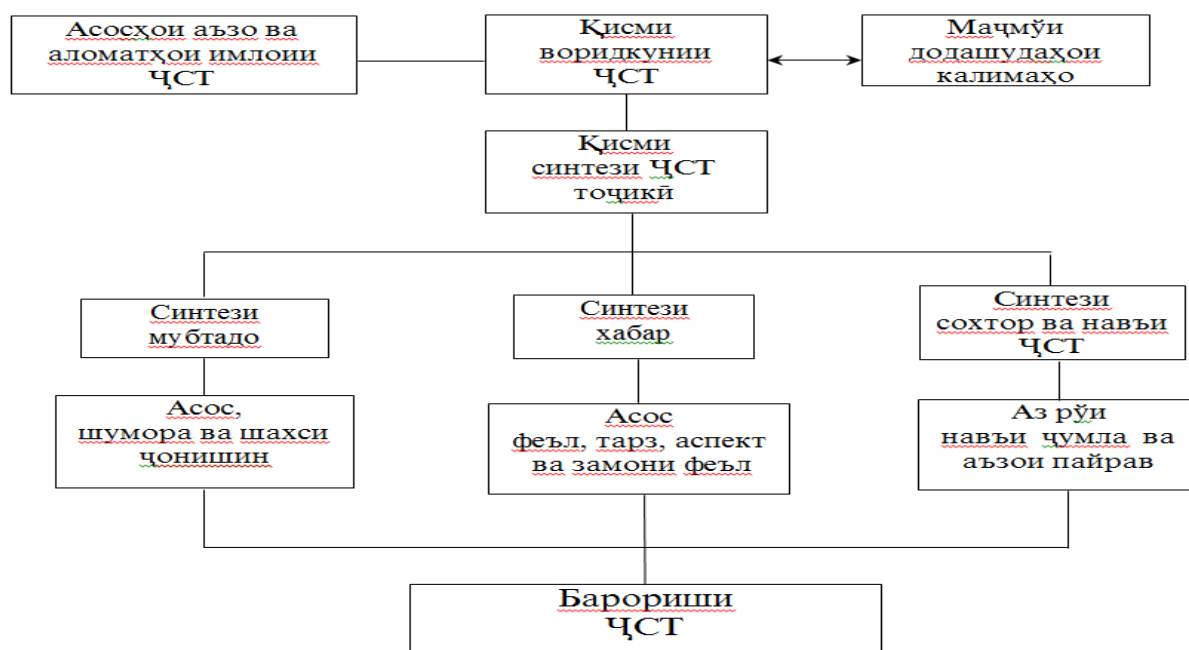 Асосҳои аъзо ва
аломатҳои имлоии
ҶСТ
Қисми
воридкунии
ҶСТ
Маҷмӯи
додашудаҳои
калимаҳо
Қисми
синтези ҶСТ
тоҷикӣ
Синтези
мубтадо
Синтези
хабар
Синтези
сохтор ва навъи
ҶСТ
Асос,
шумора ва шахси
ҷонишин
Асос
феъл, тарз, аспект
ва замони феъл
Аз рӯи
навъи ҷумла ва
аъзои пайрав
Барориши
ҶСТ